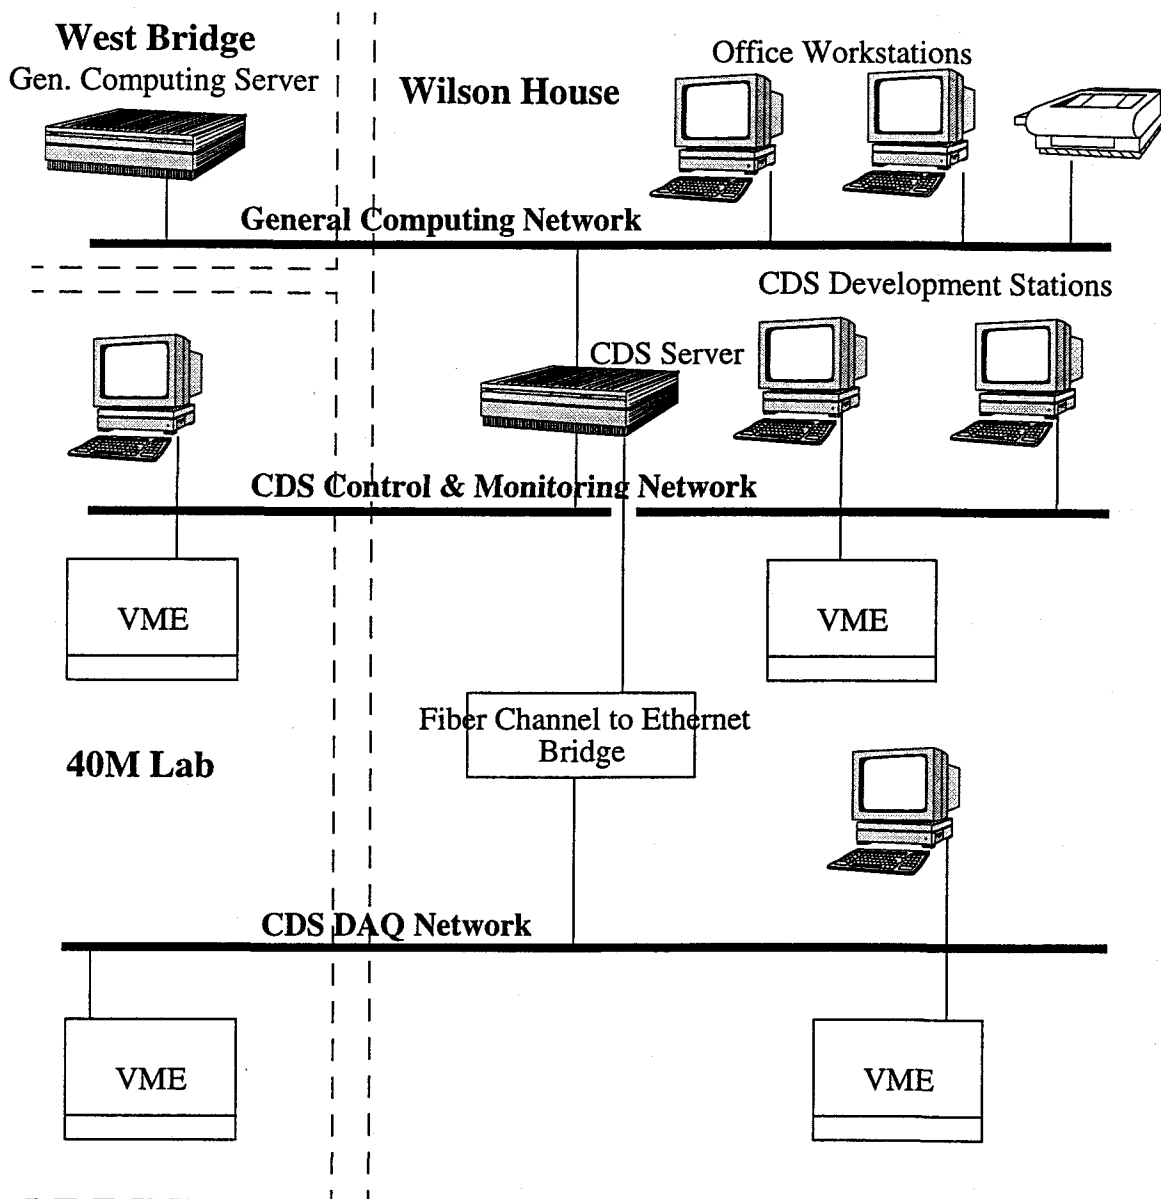 West Bridge
Gen. Computing Server
Wilson House
Office Workstations
General Computing Network
CDS Development Stations
CDS Server
CDS Control & Monitoring Network
VME
VME
Fiber Channel to Ethernet
Bridge
40M Lab
CDS DAQ Network
VME
VME